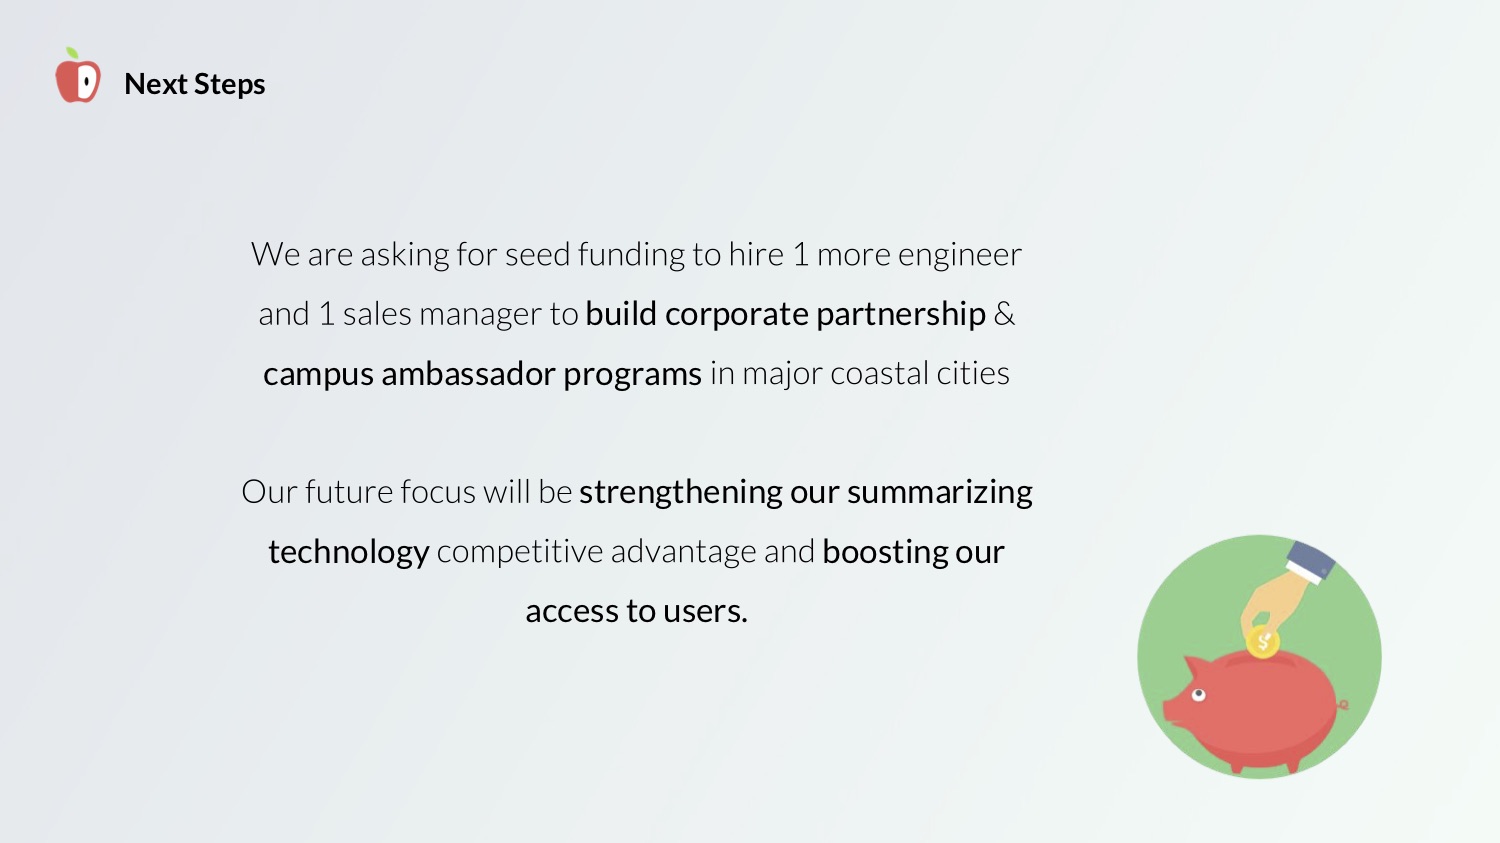 Next Steps
We are asking for seed funding to hire 1 more engineer
and 1 sales manager to build corporate partnership &
campus ambassador programs in major coastal cities
Our future focus will be strengthening our summarizing
technology competitive advantage and boosting our
access to users.
$